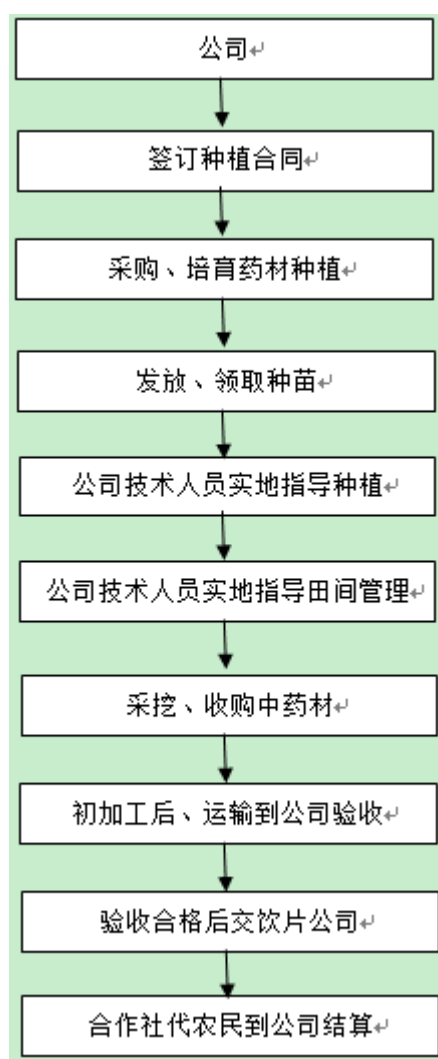 公司
签订种植合同
采购、培育药材种植
发放、领取种苗
公司技术人员实地指导种植
公司技术人员实地指导田间管理
采挖、收购中药材
初加工后、运输到公司验收
验收合格后交饮片公司
合作社代农民到公司结算